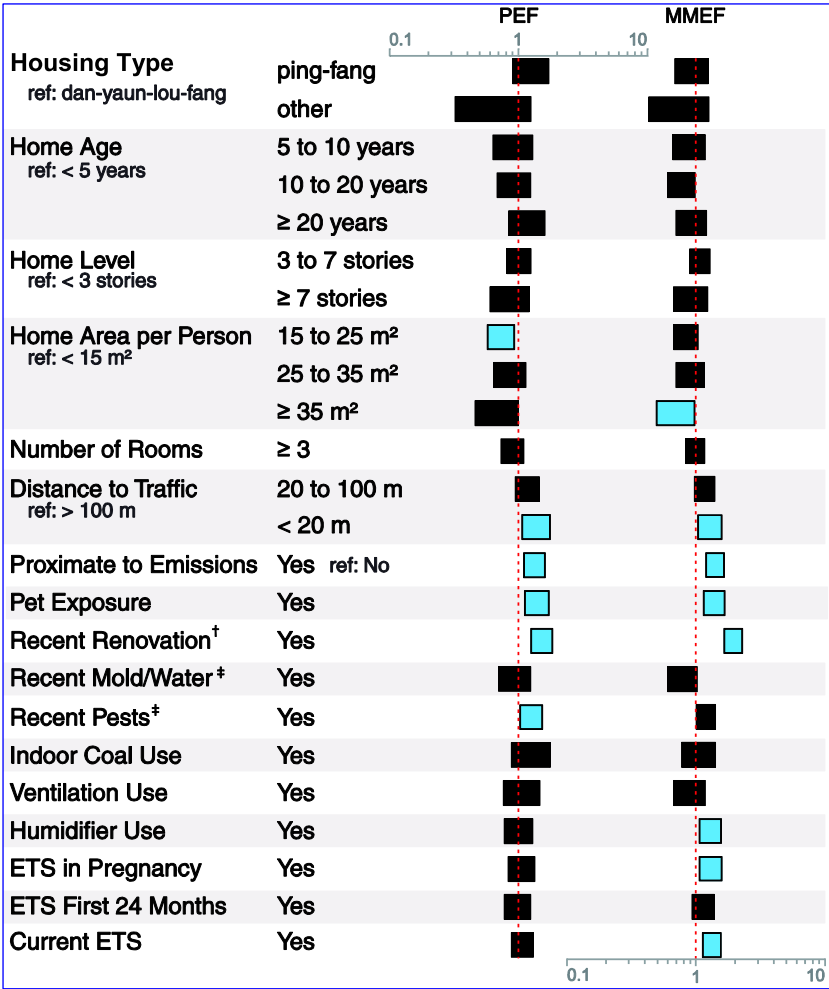 PEF MMEF
0.1 1 10
Housing Type ping-fang
ref: dan-yaun-lou-fang
other
Home Age 5 to 10 years
ref: < 5 years
10 to 20 years
≥ 20 years
Home Level 3 to 7 stories
ref: < 3 stories
≥ 7 stories
Home Area per Person 15 to 25 m²
ref: < 15 m²
25 to 35 m²
≥ 35 m²
Number of Rooms ≥ 3
Distance to Traffic 20 to 100 m
ref: > 100 m
< 20 m
Proximate to Emissions Yes ref: No
Pet Exposure Yes
Recent Renovation† Yes
Recent Mold/Water‡ Yes
Recent Pests‡ Yes
Indoor Coal Use Yes
Ventilation Use Yes
Humidifier Use Yes
ETS in Pregnancy Yes
ETS First 24 Months Yes
Current ETS Yes
0.1 1 10